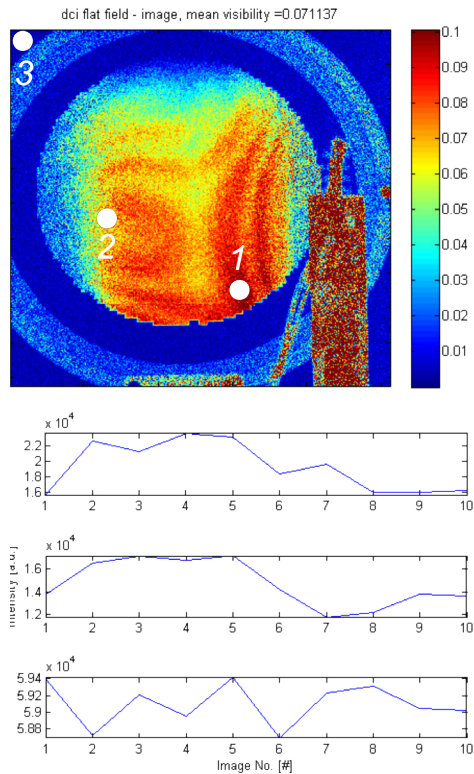 dci flat field - image, mean visibility =0.071137
3
2
1
0.1
0.09
0.08
0.07
0.06
0.05
0.04
0.03
0.02
0.01
x 10^4
2.2
2
1.8
1.6
1 2 3 4 5 6 7 8 9 10
x 10^4
1.6
1.4
1.2
1 2 3 4 5 6 7 8 9 10
Intensity [a.u.]
x 10^4
5.94
5.92
5.9
5.88
1 2 3 4 5 6 7 8 9 10
Image No. [#]